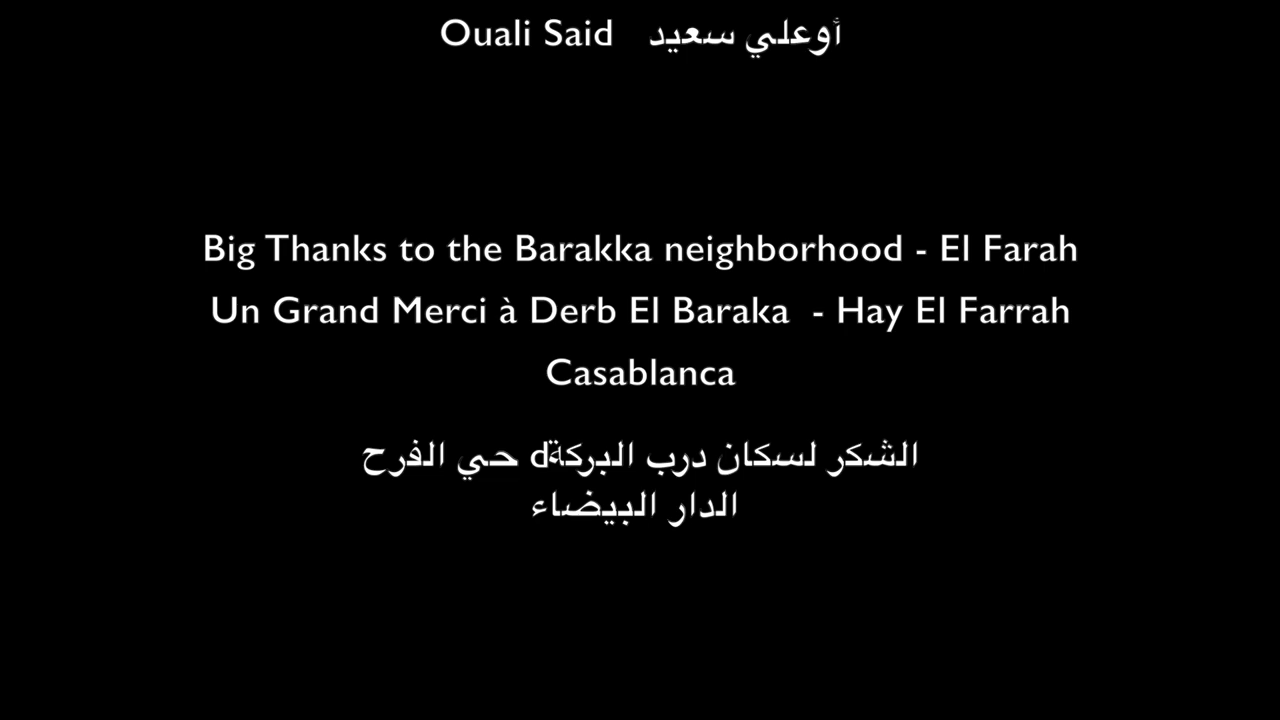 Ouali Said أوعلي سعيد
Big Thanks to the Barakka neighborhood - El Farah
Un Grand Merci à Derb El Baraka - Hay El Farrah
Casablanca
الشكر لسكان درب البركةd حي الفرح
الدار البيضاء